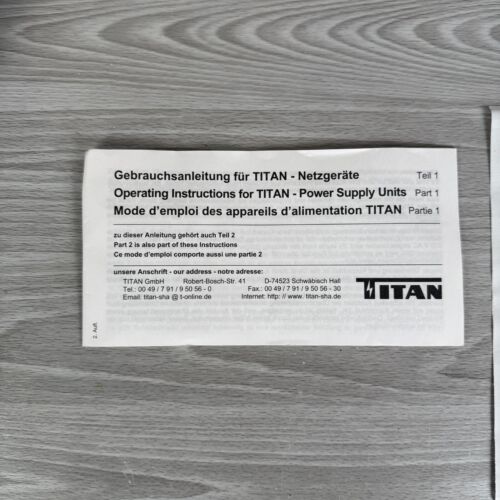 Gebrauchsanleitung für TITAN - Netzgeräte Teil 1
Operating Instructions for TITAN - Power Supply Units Part 1
Mode d'emploi des appareils d'alimentation TITAN Partie 1
zu dieser Anleitung gehört auch Teil 2
Part 2 is also part of these Instructions
Ce mode d'emploi comporte aussi une partie 2
unsere Anschrift - our address - notre adresse:
TITAN GmbH Robert-Bosch-Str. 41 D-74523 Schwäbisch Hall
Tel.: 00 49 / 7 91 / 9 50 56 - 0 Fax.: 00 49 / 7 91 / 9 50 56 - 30
Email: titan-sha @ t-online.de Internet: http: // www. titan-sha.de
TITAN
2. Aufl.